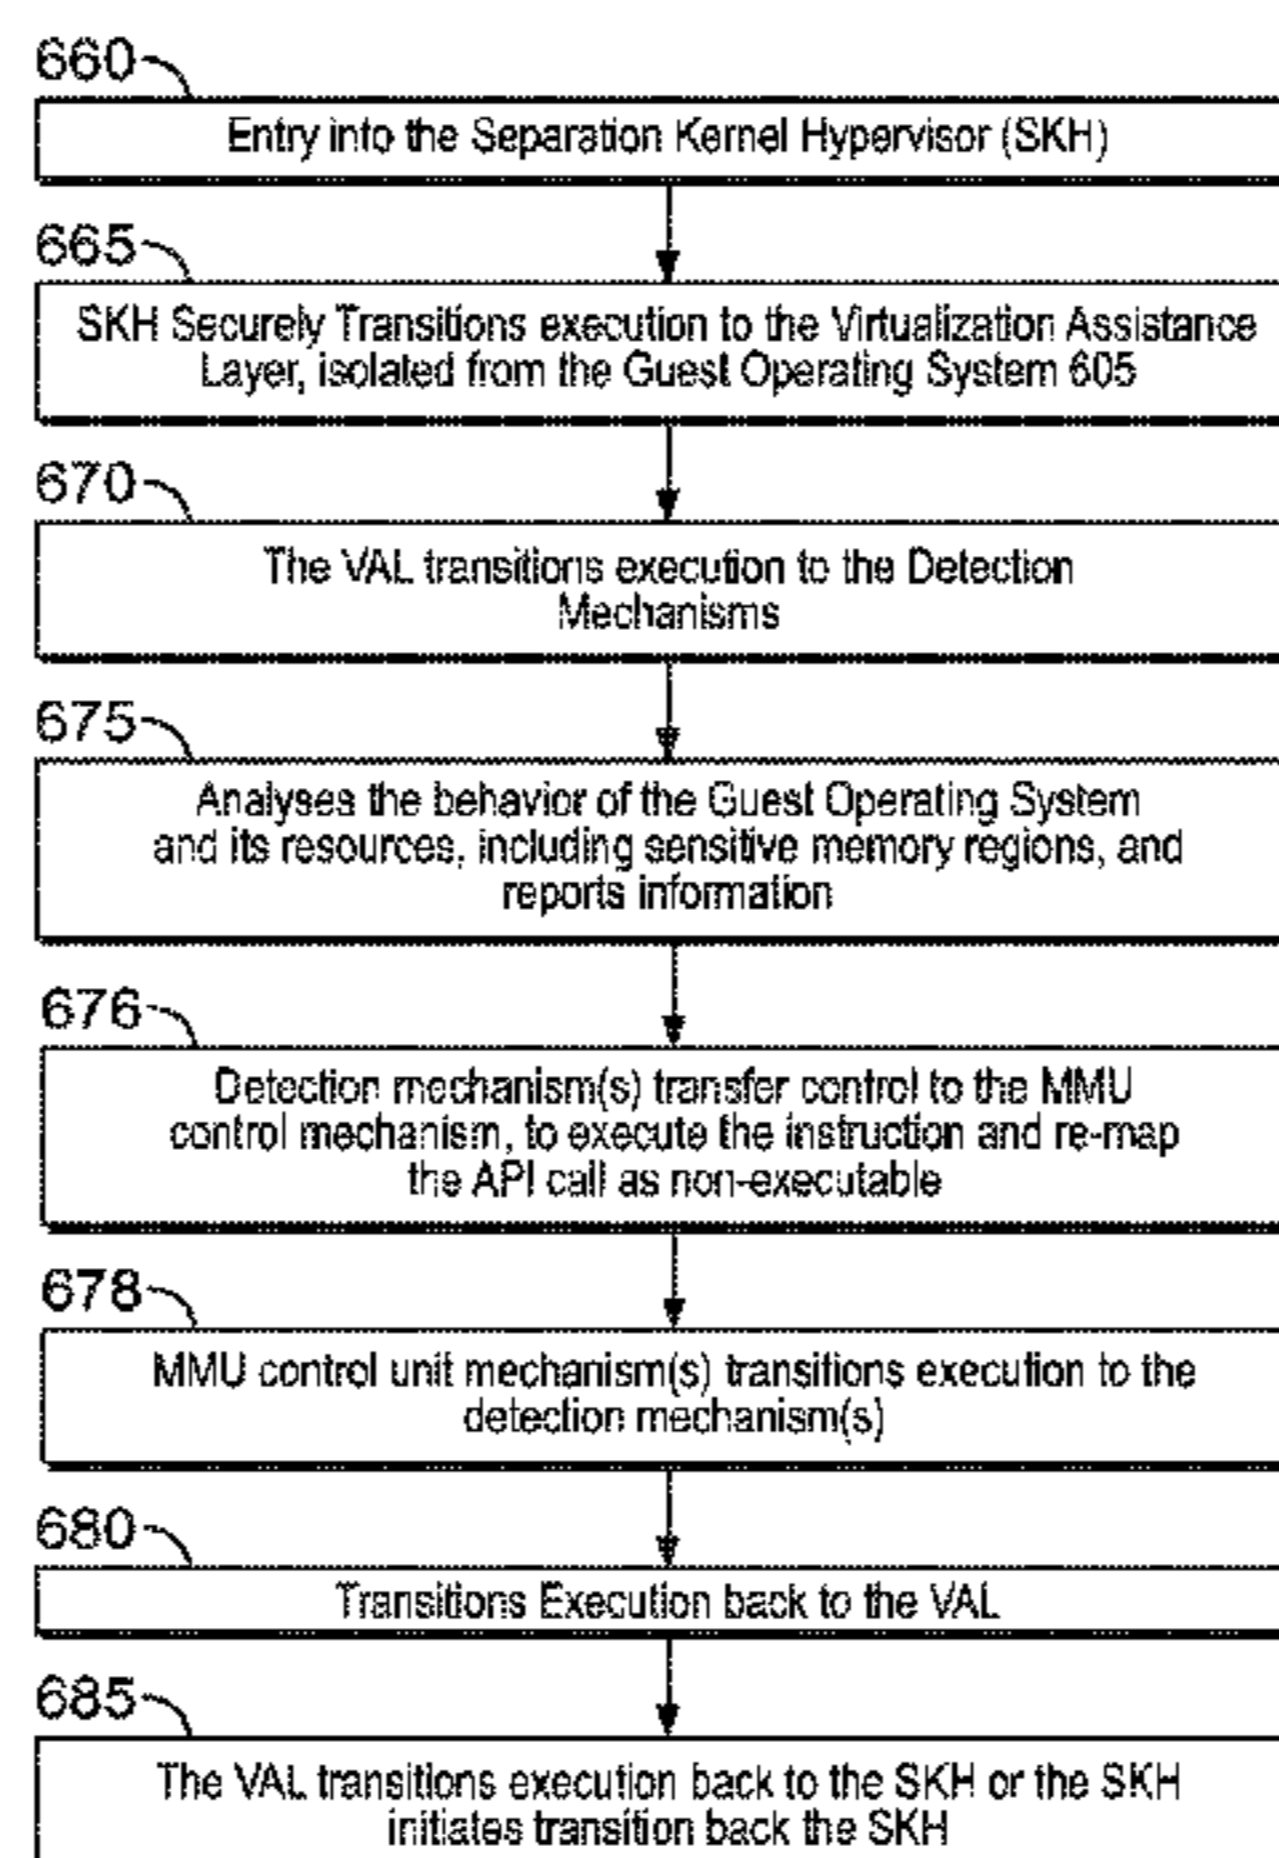 660
Entry into the Separation Kernel Hypervisor (SKH)
665
SKH Securely Transitions execution to the Virtualization Assistance
Layer, isolated from the Guest Operating System 605
670
The VAL transitions execution to the Detection
Mechanisms
675
Analyses the behavior of the Guest Operating System
and its resources, including sensitive memory regions, and
reports information
676
Detection mechanism(s) transfer control to the MMU
control mechanism, to execute the instruction and re-map
the API call as non-executable
678
MMU control unit mechanism(s) transitions execution to the
detection mechanism(s)
680
Transitions Execution back to the VAL
685
The VAL transitions execution back to the SKH or the SKH
initiates transition back the SKH